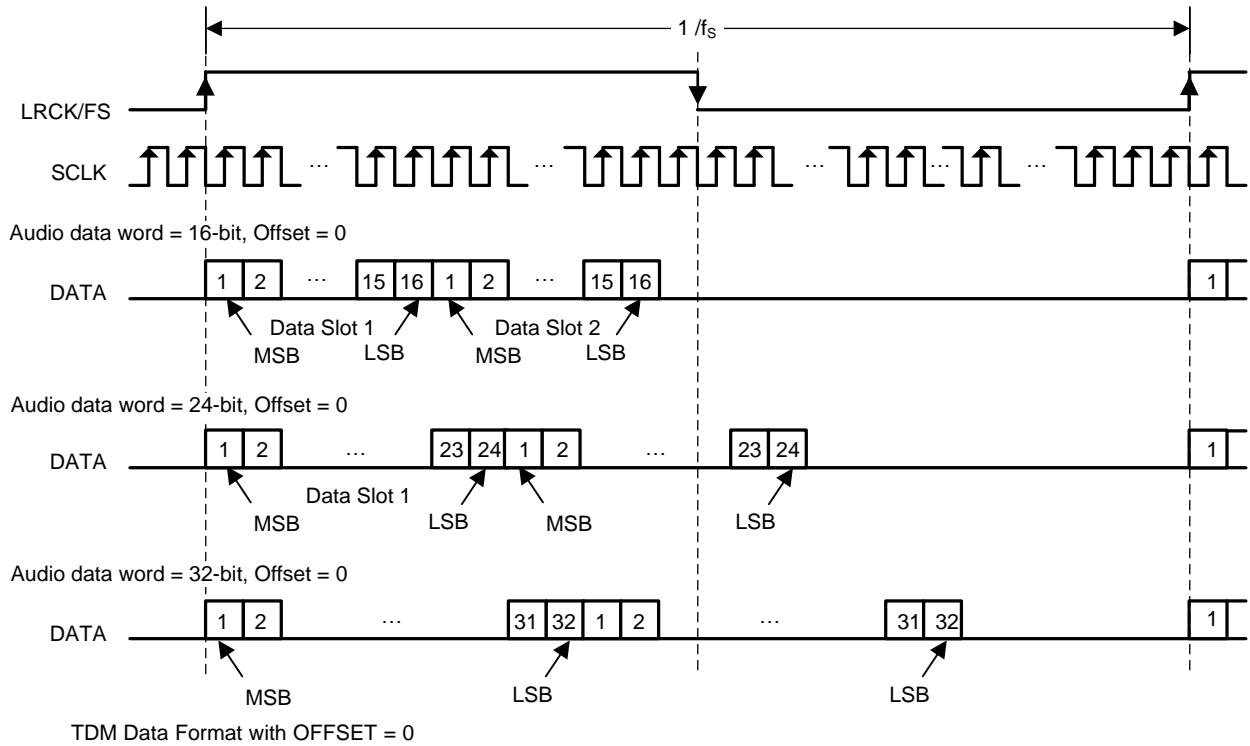 1 /fS
LRCK/FS
SCLK ... ... ... ... ...
Audio data word = 16-bit, Offset = 0
DATA 1 2 ... 15 16 1 2 ... 15 16 1
Data Slot 1 Data Slot 2
MSB LSB MSB LSB
Audio data word = 24-bit, Offset = 0
DATA 1 2 ... 23 24 1 2 ... 23 24 1
Data Slot 1
MSB LSB MSB LSB
Audio data word = 32-bit, Offset = 0
DATA 1 2 ... 31 32 1 2 ... 31 32 1
MSB LSB LSB
TDM Data Format with OFFSET = 0